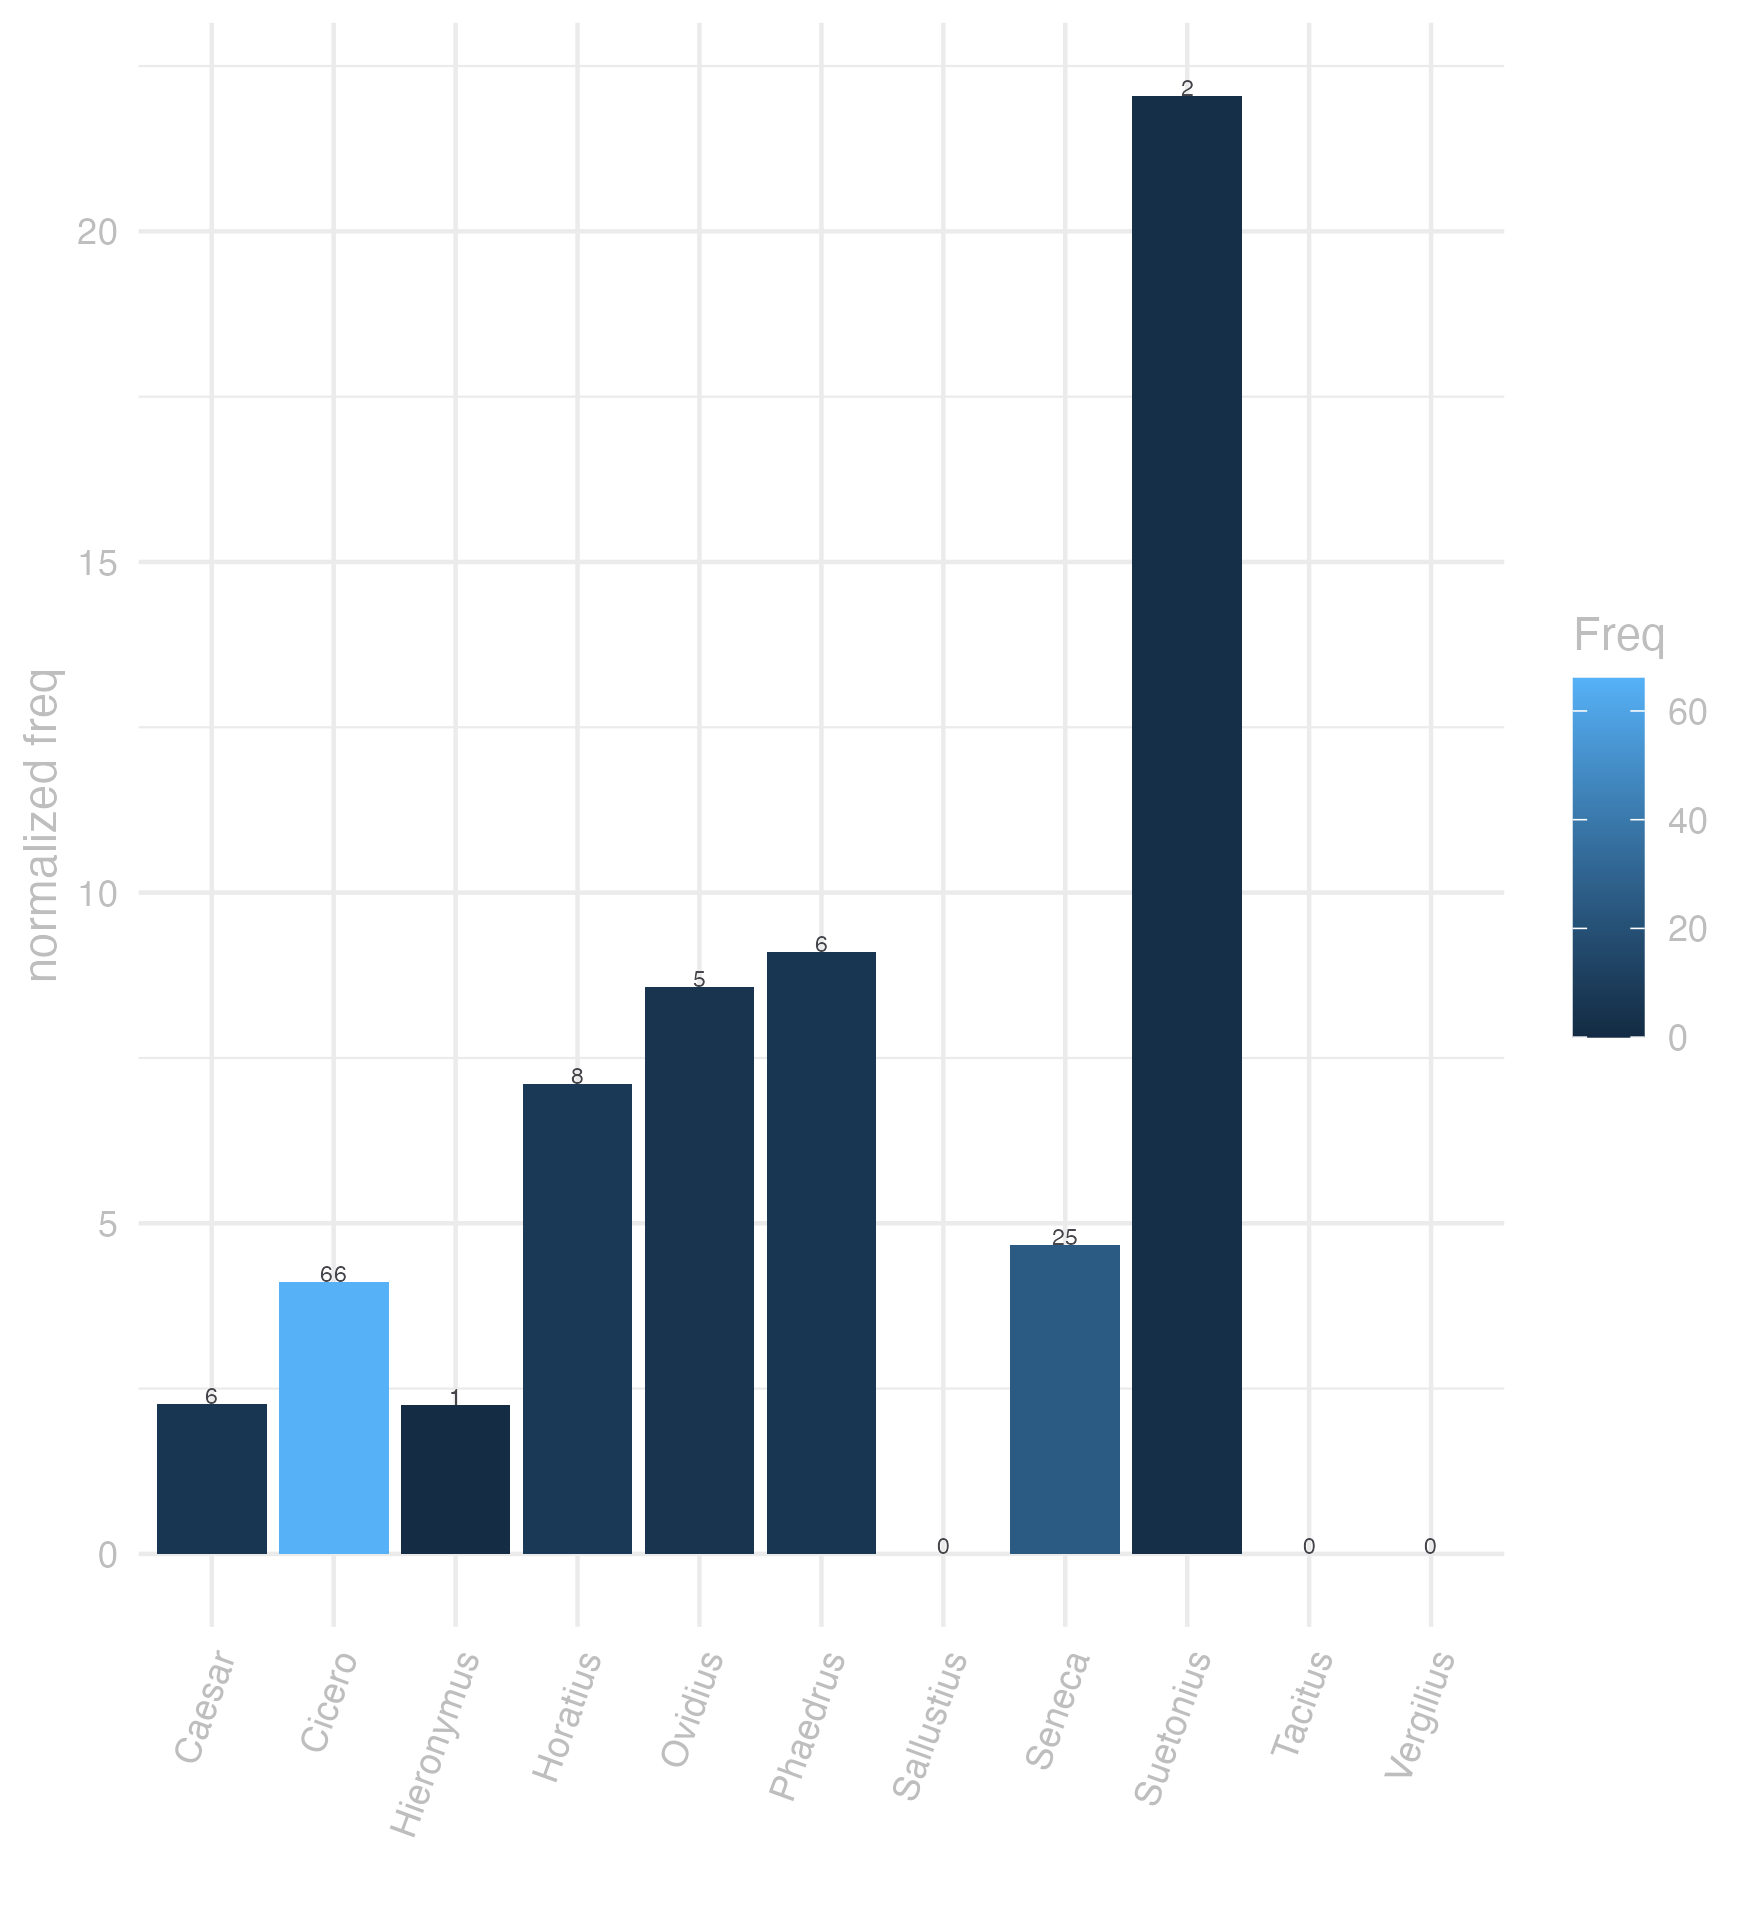 2
20
15
Freq
60
normalized freq
40
10
6
20
5
0
8
5
25
66
6
1
0
0
0
0
Caesar
Cicero
Hieronymus
Horatius
Ovidius
Phaedrus
Sallustius
Seneca
Suetonius
Tacitus
Vergilius